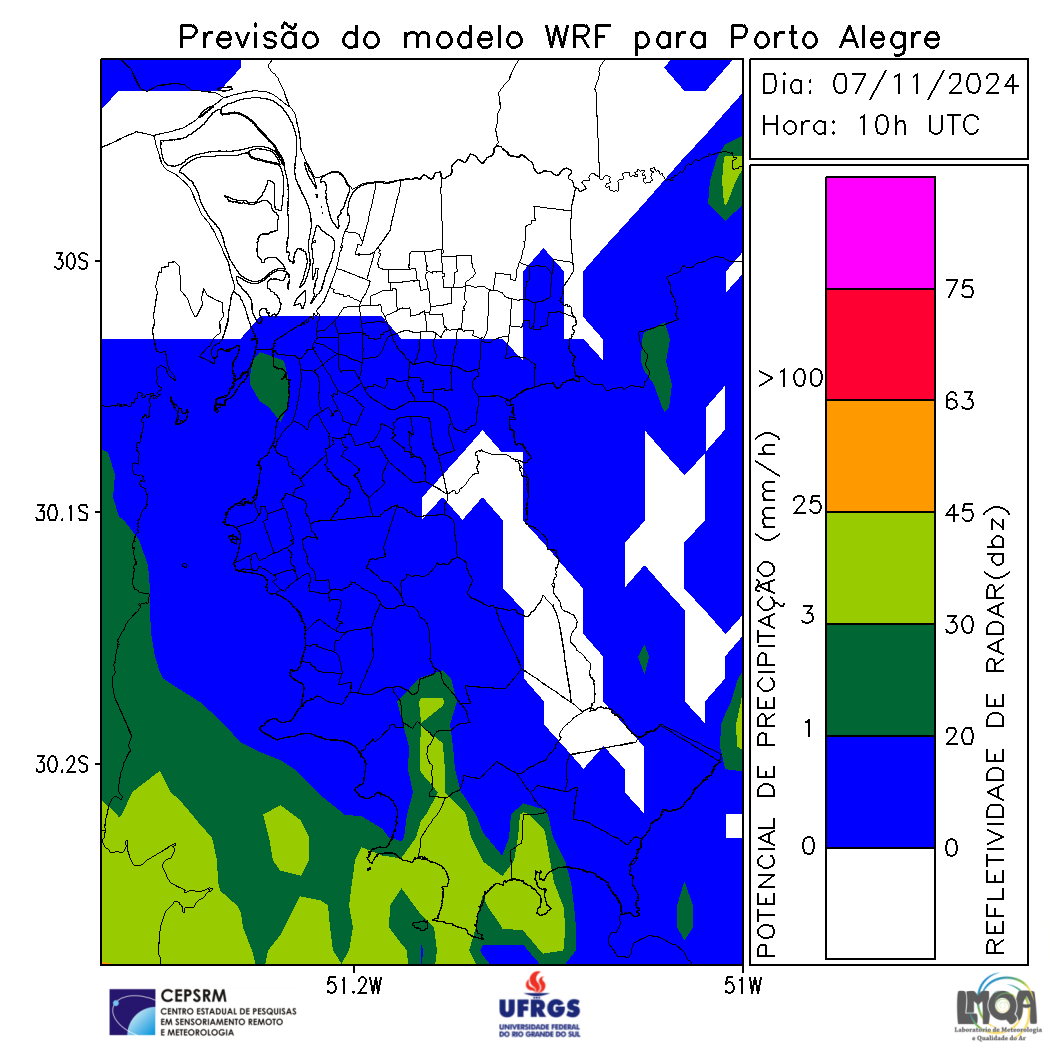 Previsão do modelo WRF para Porto Alegre
Dia: 07/11/2024
Hora: 10h UTC
30S
30.1S
30.2S
51.2W
51W
POTENCIAL DE PRECIPITAÇÃO (mm/h)
>100
25
3
1
0
75
63
45
30
20
0
REFLETIVIDADE DE RADAR(dbz)
CEPSRM
CENTRO ESTADUAL DE PESQUISAS
EM SENSORIAMENTO REMOTO
E METEOROLOGIA
UFRGS
UNIVERSIDADE FEDERAL
DO RIO GRANDE DO SUL
LMQA
Laboratório de Meteorologia
e Qualidade do Ar